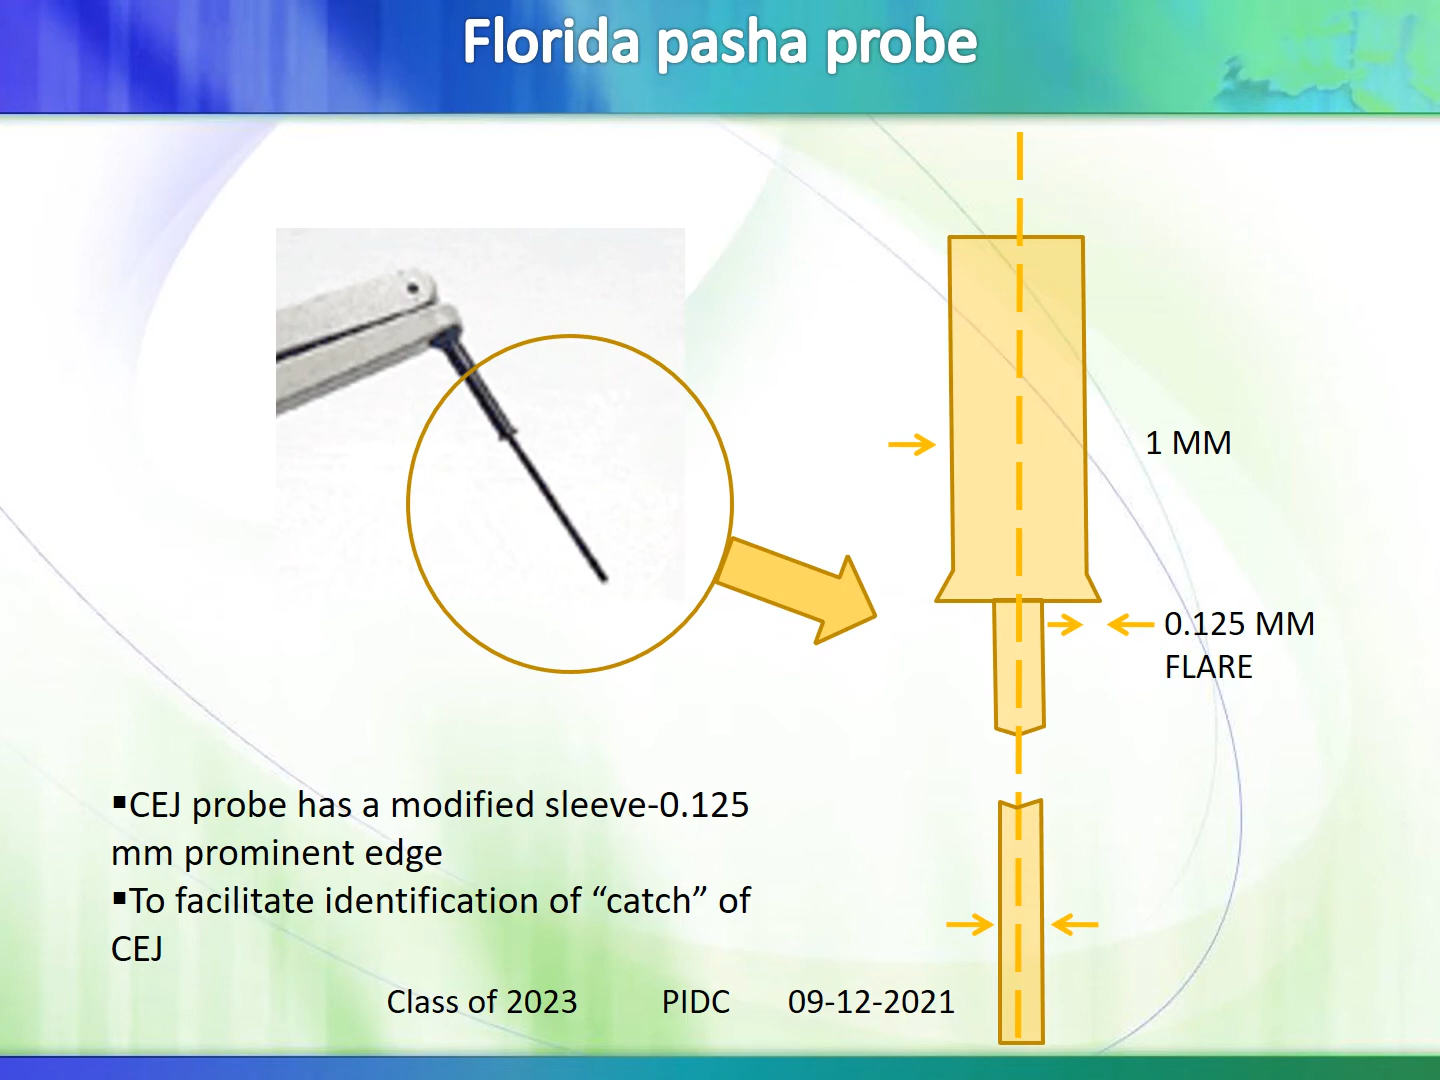 Florida pasha probe
1 MM
0.125 MM
FLARE
▪CEJ probe has a modified sleeve-0.125
mm prominent edge
▪To facilitate identification of “catch” of
CEJ
Class of 2023 PIDC 09-12-2021